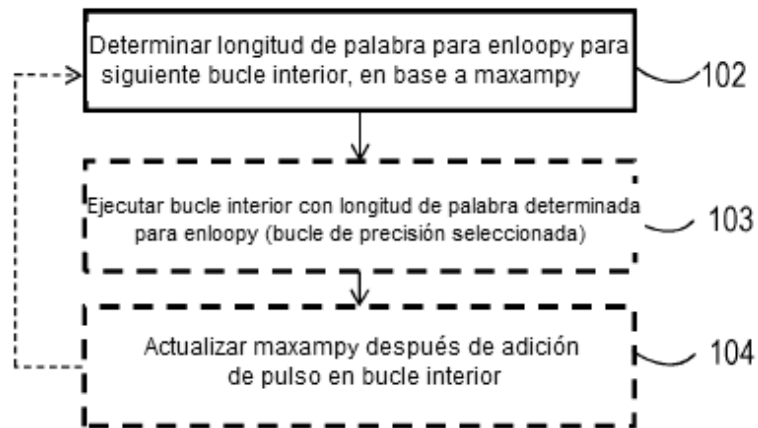 Determinar longitud de palabra para enloopy para
siguiente bucle interior, en base a maxampy
102
Ejecutar bucle interior con longitud de palabra determinada
para enloopy (bucle de precisión seleccionada)
103
Actualizar maxampy después de adición
de pulso en bucle interior
104